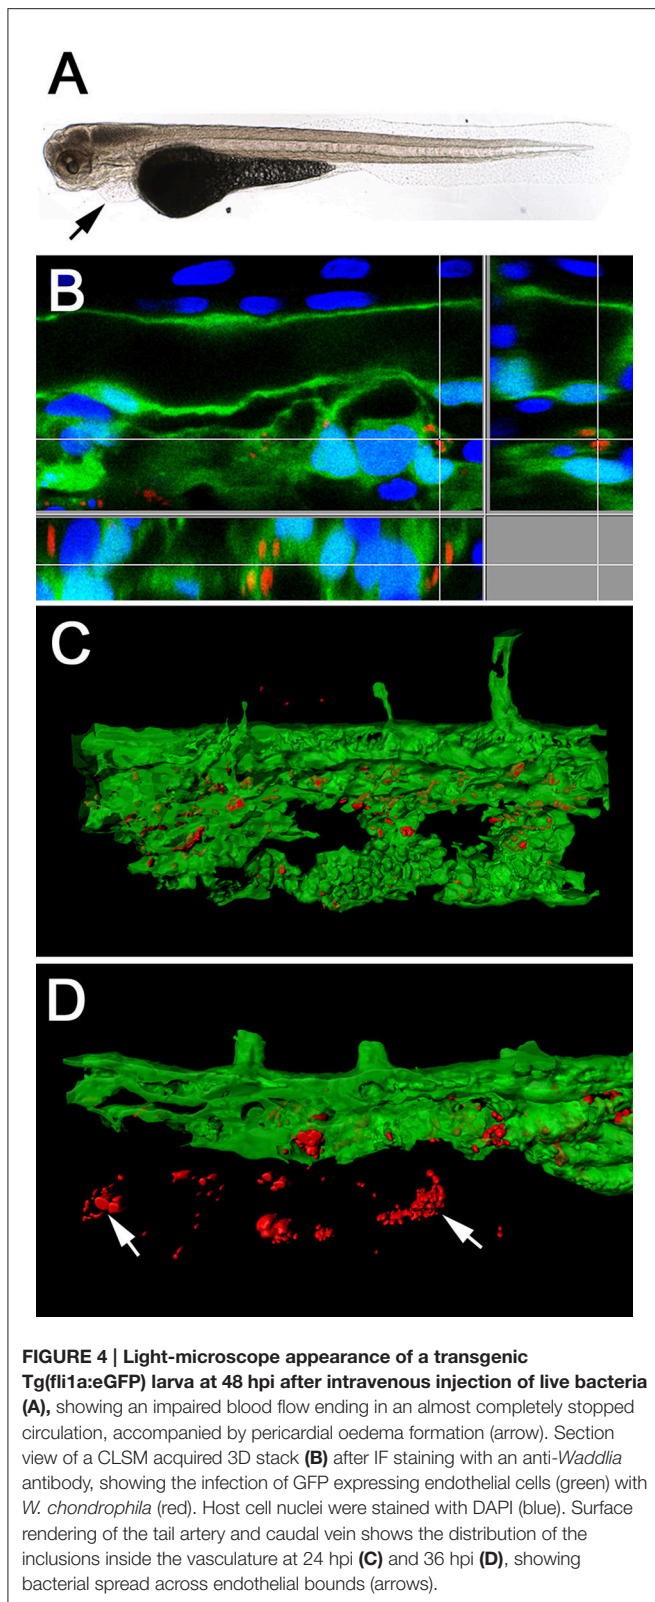 A
B
C
D
FIGURE 4 | Light-microscope appearance of a transgenic
Tg(fli1a:eGFP) larva at 48 hpi after intravenous injection of live bacteria
(A), showing an impaired blood flow ending in an almost completely stopped
circulation, accompanied by pericardial oedema formation (arrow). Section
view of a CLSM acquired 3D stack (B) after IF staining with an anti-Waddlia
antibody, showing the infection of GFP expressing endothelial cells (green) with
W. chondrophila (red). Host cell nuclei were stained with DAPI (blue). Surface
rendering of the tail artery and caudal vein shows the distribution of the
inclusions inside the vasculature at 24 hpi (C) and 36 hpi (D), showing
bacterial spread across endothelial bounds (arrows).